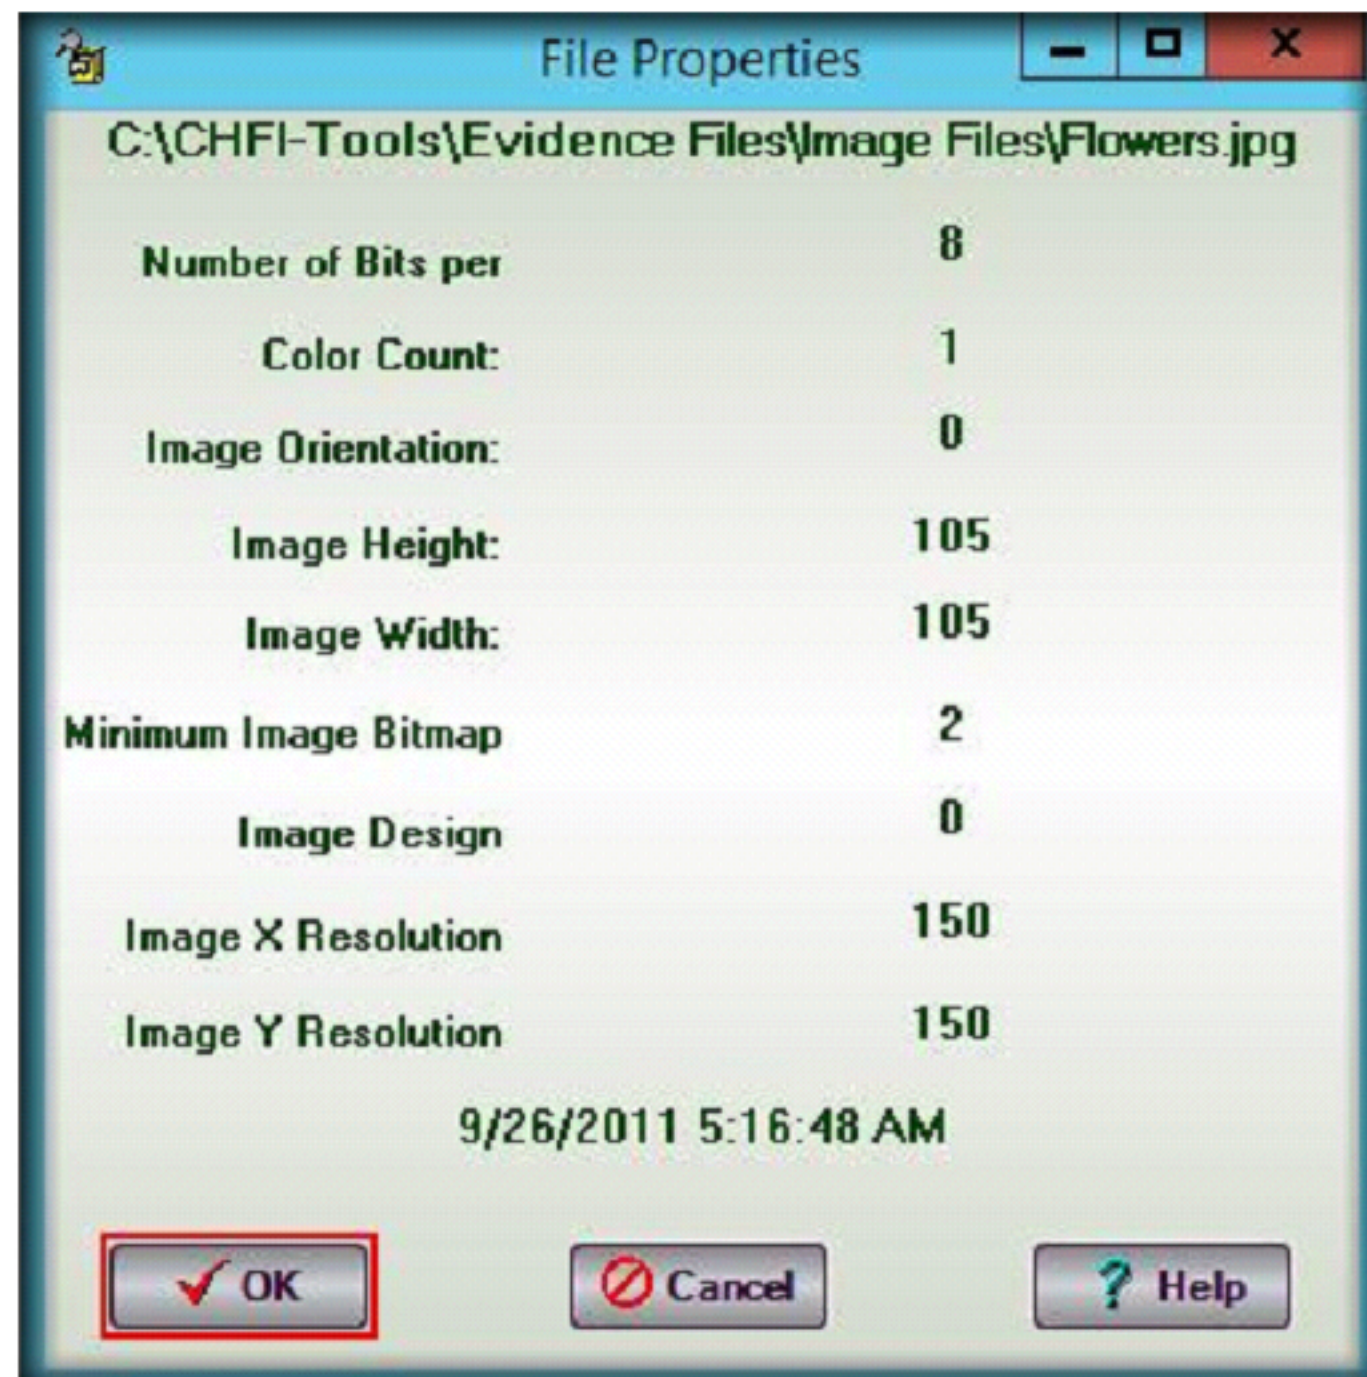 File Properties
C:\CHFI-Tools\Evidence Files\Image Files\Flowers.jpg
Number of Bits per 8
Color Count: 1
Image Orientation: 0
Image Height: 105
Image Width: 105
Minimum Image Bitmap 2
Image Design 0
Image X Resolution 150
Image Y Resolution 150
9/26/2011 5:16:48 AM
OK Cancel ? Help